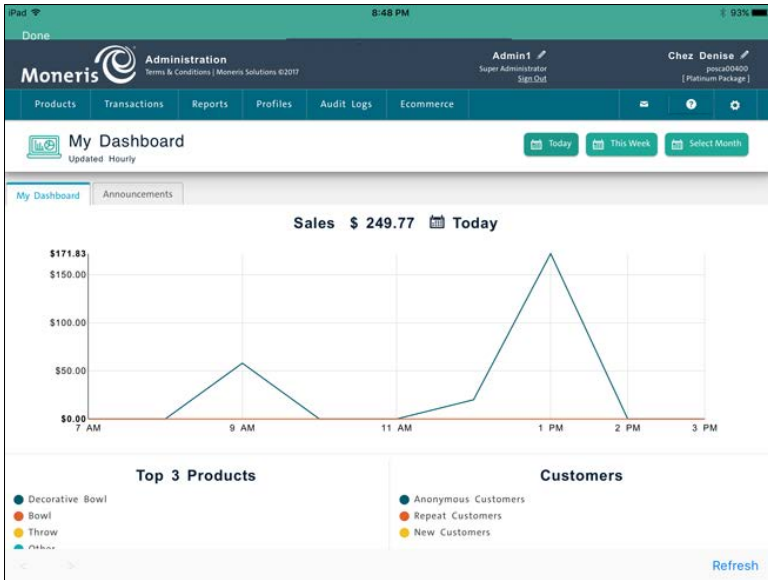 iPad 8:48 PM 93%
Done
Moneris
Administration
Terms & Conditions | Moneris Solutions ©2017
Admin1
Super Administrator
Sign Out
Chez Denise
posca00400
[ Platinum Package ]
Products Transactions Reports Profiles Audit Logs Ecommerce ?
My Dashboard
Updated Hourly
Today This Week Select Month
My Dashboard Announcements
Sales $ 249.77 Today
$171.83
$150.00
$100.00
$50.00
$0.00
7 AM 9 AM 11 AM 1 PM 2 PM 3 PM
Top 3 Products
Decorative Bowl
Bowl
Throw
Other
Customers
Anonymous Customers
Repeat Customers
New Customers
< >
Refresh